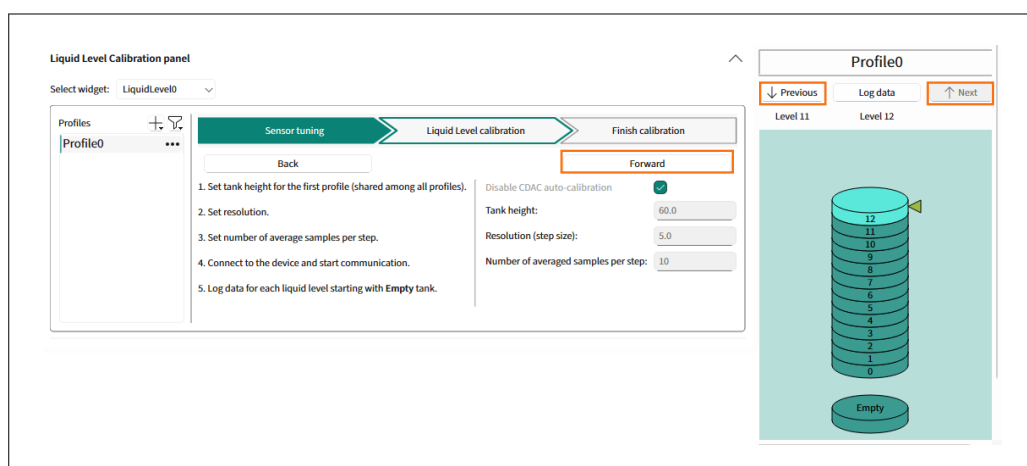 Liquid Level Calibration panel
Select widget: LiquidLevel0
Profiles
Profile0
Sensor tuning
Liquid Level calibration
Finish calibration
Back
Forward
1. Set tank height for the first profile (shared among all profiles).
2. Set resolution.
3. Set number of average samples per step.
4. Connect to the device and start communication.
5. Log data for each liquid level starting with Empty tank.
Disable CDAC auto-calibration
Tank height: 60.0
Resolution (step size): 5.0
Number of averaged samples per step: 10
Profile0
↓ Previous
Log data
↑ Next
Level 11
Level 12
12
11
10
9
8
7
6
5
4
3
2
1
0
Empty